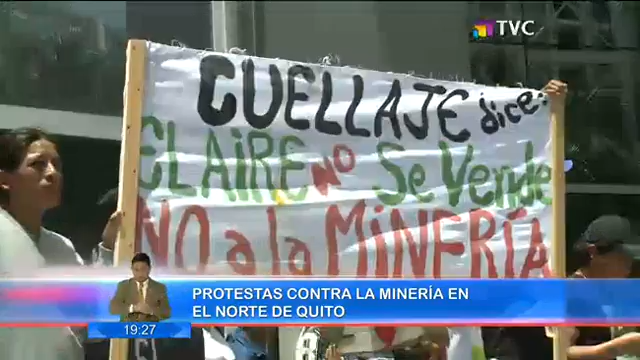 TVC
CUELLAJE dice:
EL AiRE NO Se Vende
NO a la MiNERÍA
PROTESTAS CONTRA LA MINERÍA EN
EL NORTE DE QUITO
19:27